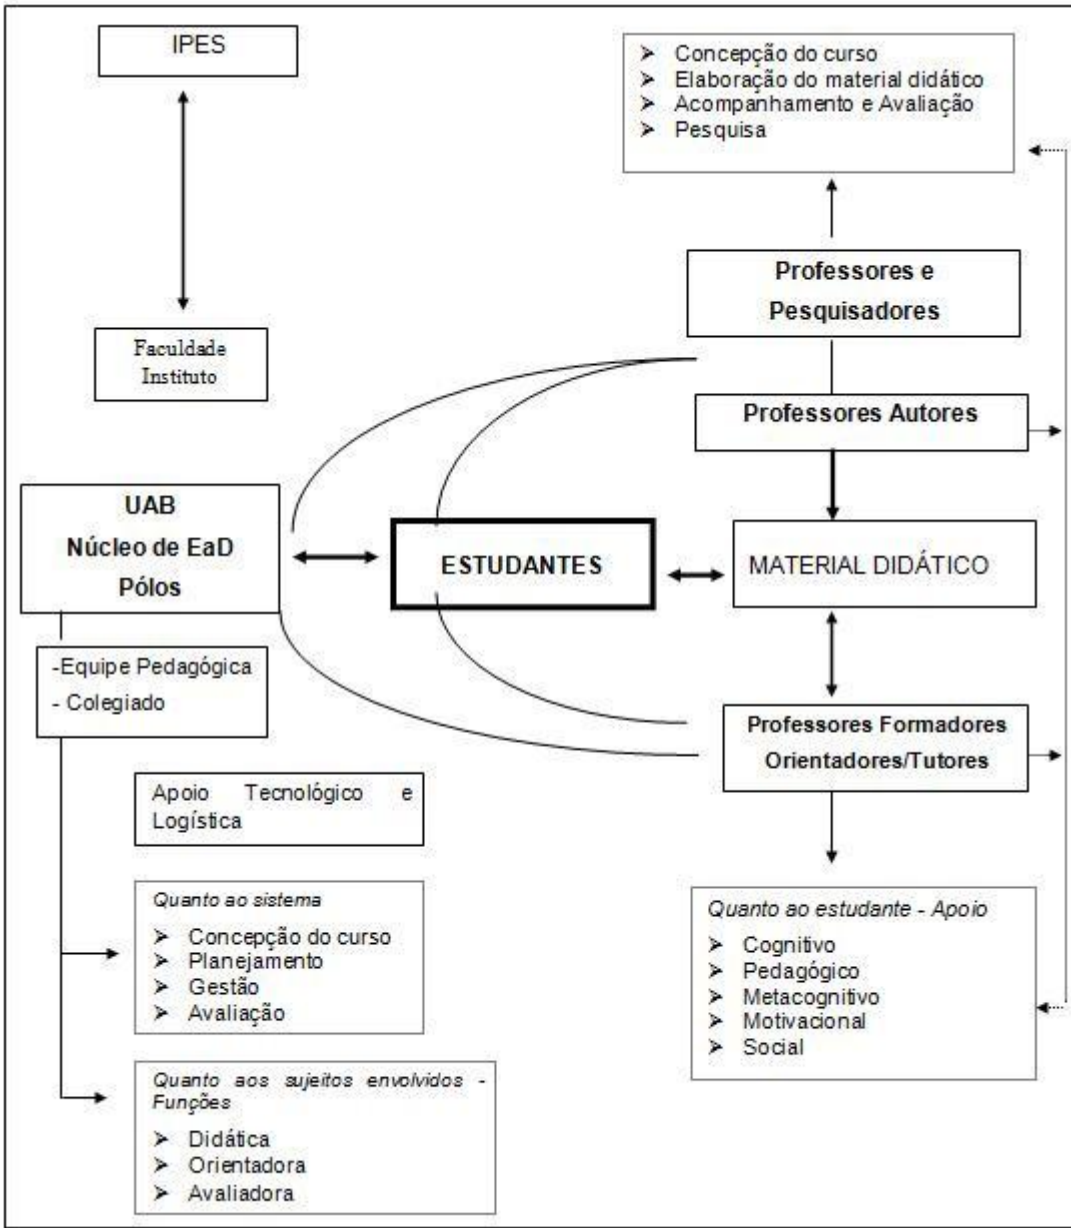 IPES
➢ Concepção do curso
➢ Elaboração do material didático
➢ Acompanhamento e Avaliação
➢ Pesquisa
Professores e
Pesquisadores
Faculdade
Instituto
Professores Autores
UAB
Núcleo de EaD
Pólos
ESTUDANTES
MATERIAL DIDÁTICO
-Equipe Pedagógica
- Colegiado
Professores Formadores
Orientadores/Tutores
Apoio Tecnológico e
Logística
Quanto ao sistema
➢ Concepção do curso
➢ Planejamento
➢ Gestão
➢ Avaliação
Quanto ao estudante - Apoio
➢ Cognitivo
➢ Pedagógico
➢ Metacognitivo
➢ Motivacional
➢ Social
Quanto aos sujeitos envolvidos -
Funções
➢ Didática
➢ Orientadora
➢ Avaliadora